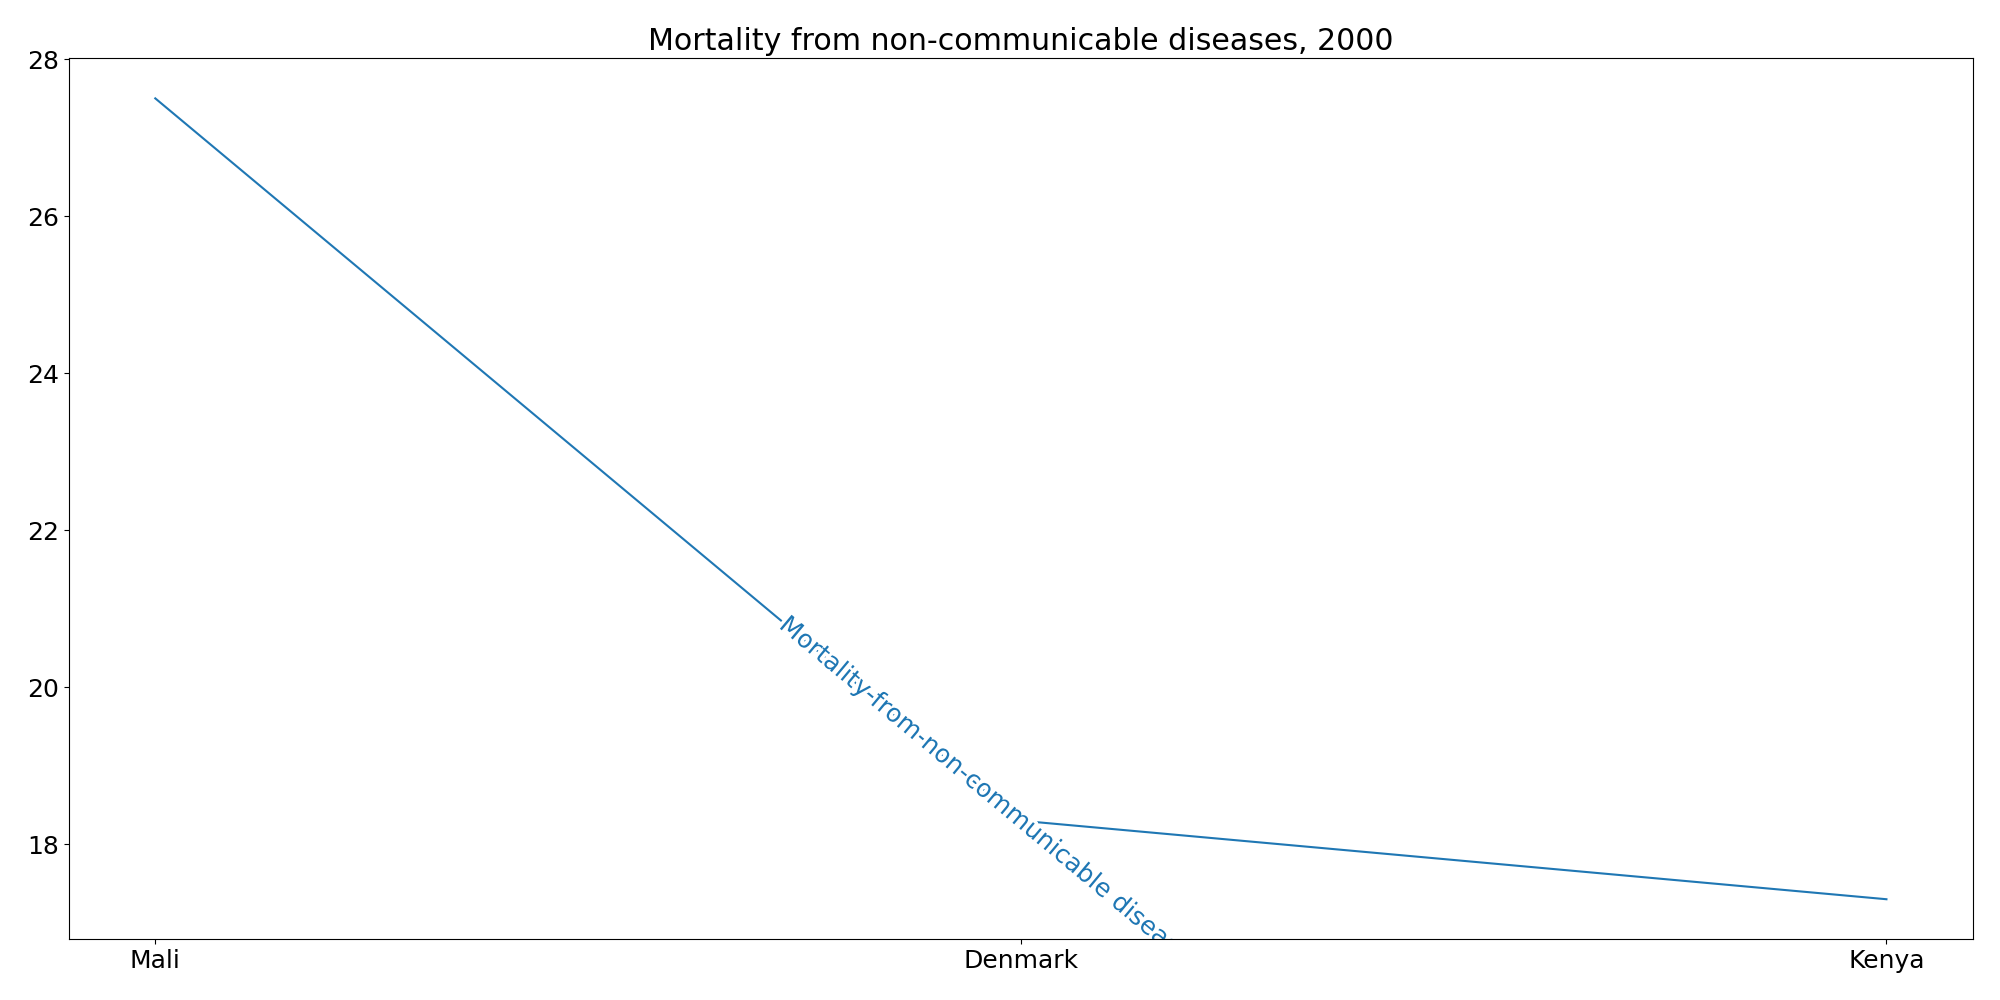 Mortality from non-communicable diseases, 2000
28
26
24
22
20
18
Mortality-from-non-communicable disea
Mali
Denmark
Kenya